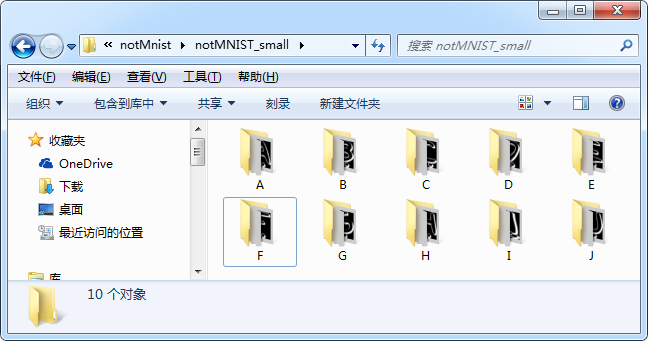 « notMnist ▸ notMNIST_small ▸
搜索 notMNIST_small
文件(F) 编辑(E) 查看(V) 工具(T) 帮助(H)
组织 包含到库中 共享 刻录 新建文件夹
收藏夹
OneDrive
下载
桌面
最近访问的位置
库
A B C D E
F G H I J
10 个对象